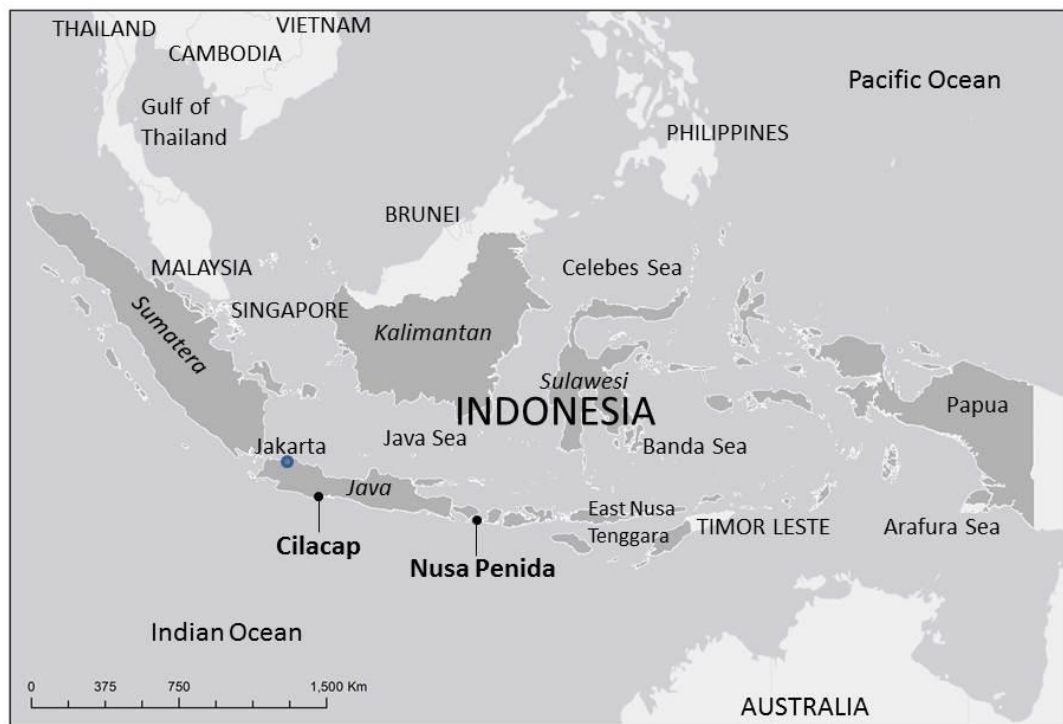 THAILAND
VIETNAM
CAMBODIA
Pacific Ocean
Gulf of
Thailand
PHILIPPINES
BRUNEI
MALAYSIA
Celebes Sea
SINGAPORE
Sumatera
Kalimantan
Sulawesi
INDONESIA
Papua
Jakarta
Java Sea
Banda Sea
Java
East Nusa
Tenggara
TIMOR LESTE
Arafura Sea
Cilacap
Nusa Penida
Indian Ocean
0 375 750 1,500 Km
AUSTRALIA